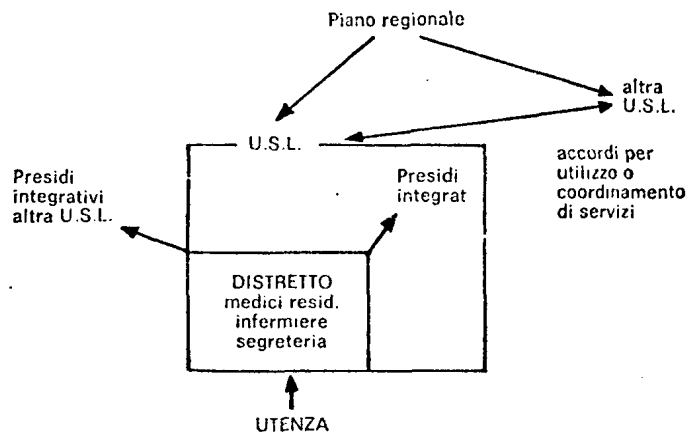 Piano regionale
altra
U.S.L.
U.S.L.
accordi per
utilizzo o
coordinamento
di servizi
Presidi
integrativi
altra U.S.L.
Presidi
integrat
DISTRETTO
medici resid.
infermiere
segreteria
UTENZA